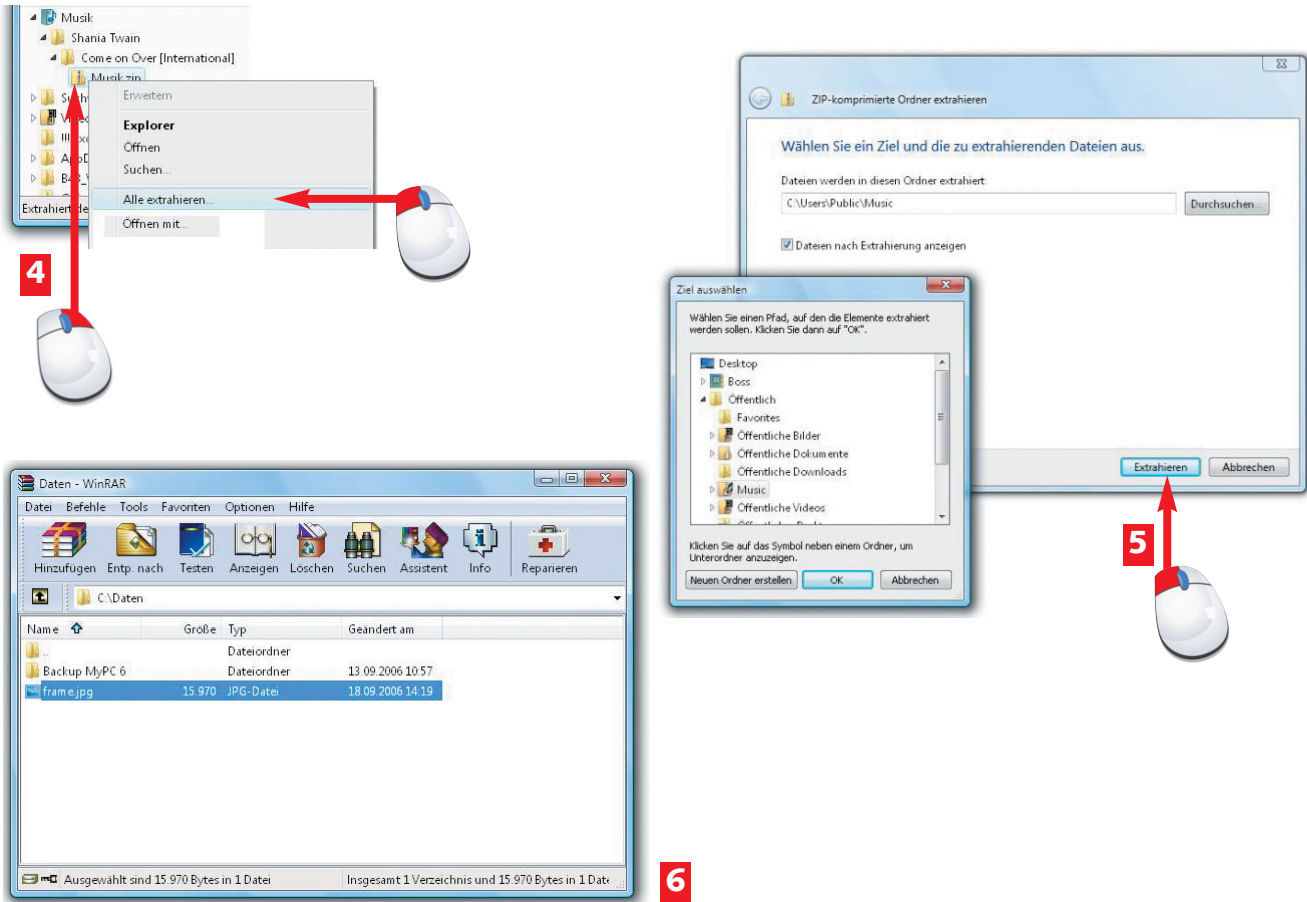 Musik
Shania Twain
Come on Over [International]
Musik.zip
Erweitern
Explorer
Öffnen
Suchen...
Alle extrahieren...
Öffnen mit...
4
ZIP-komprimierte Ordner extrahieren
Wählen Sie ein Ziel und die zu extrahierenden Dateien aus.
Dateien werden in diesen Ordner extrahiert:
C:\Users\Public\Music
Durchsuchen...
Dateien nach Extrahierung anzeigen
Extrahieren
Abbrechen
Ziel auswählen
Wählen Sie einen Pfad, auf den die Elemente extrahiert
werden sollen. Klicken Sie dann auf "OK".
Desktop
Boss
Öffentlich
Favorites
Öffentliche Bilder
Öffentliche Dokumente
Öffentliche Downloads
Music
Öffentliche Videos
Klicken Sie auf das Symbol neben einem Ordner, um
Unterordner anzuzeigen.
Neuen Ordner erstellen
OK
Abbrechen
5
Daten - WinRAR
Datei Befehle Tools Favoriten Optionen Hilfe
Hinzufügen Entp. nach Testen Anzeigen Löschen Suchen Assistent Info Reparieren
C:\Daten
Name Größe Typ Geändert am
.. Dateiordner
Backup MyPC 6 Dateiordner 13.09.2006 10:57
frame.jpg 15.970 JPG-Datei 18.09.2006 14:19
Ausgewählt sind 15.970 Bytes in 1 Datei
Insgesamt 1 Verzeichnis und 15.970 Bytes in 1 Date
6